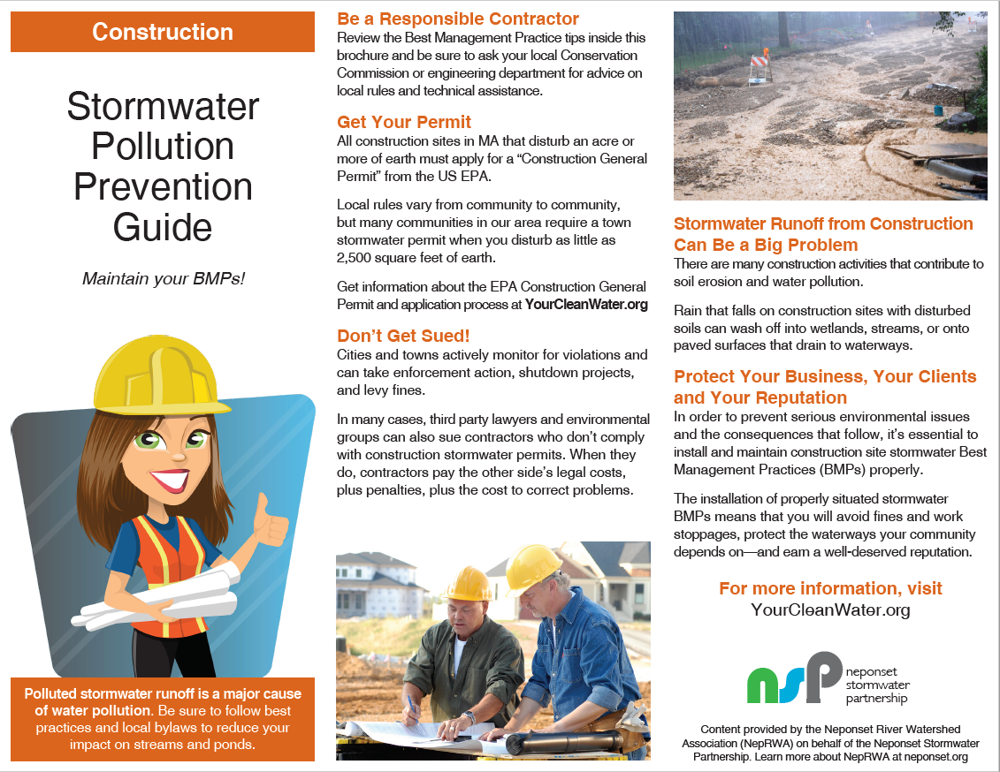 Construction
Stormwater
Pollution
Prevention
Guide
Maintain your BMPs!
Polluted stormwater runoff is a major cause
of water pollution. Be sure to follow best
practices and local bylaws to reduce your
impact on streams and ponds.
Be a Responsible Contractor
Review the Best Management Practice tips inside this
brochure and be sure to ask your local Conservation
Commission or engineering department for advice on
local rules and technical assistance.
Get Your Permit
All construction sites in MA that disturb an acre or
more of earth must apply for a “Construction General
Permit” from the US EPA.
Local rules vary from community to community,
but many communities in our area require a town
stormwater permit when you disturb as little as
2,500 square feet of earth.
Get information about the EPA Construction General
Permit and application process at YourCleanWater.org
Don’t Get Sued!
Cities and towns actively monitor for violations and
can take enforcement action, shutdown projects,
and levy fines.
In many cases, third party lawyers and environmental
groups can also sue contractors who don’t comply
with construction stormwater permits. When they
do, contractors pay the other side’s legal costs,
plus penalties, plus the cost to correct problems.
Stormwater Runoff from Construction
Can Be a Big Problem
There are many construction activities that contribute to
soil erosion and water pollution.
Rain that falls on construction sites with disturbed
soils can wash off into wetlands, streams, or onto
paved surfaces that drain to waterways.
Protect Your Business, Your Clients
and Your Reputation
In order to prevent serious environmental issues
and the consequences that follow, it’s essential to
install and maintain construction site stormwater Best
Management Practices (BMPs) properly.
The installation of properly situated stormwater
BMPs means that you will avoid fines and work
stoppages, protect the waterways your community
depends on—and earn a well-deserved reputation.
For more information, visit
YourCleanWater.org
nsp
neponset
stormwater
partnership
Content provided by the Neponset River Watershed
Association (NepRWA) on behalf of the Neponset Stormwater
Partnership. Learn more about NepRWA at neponset.org